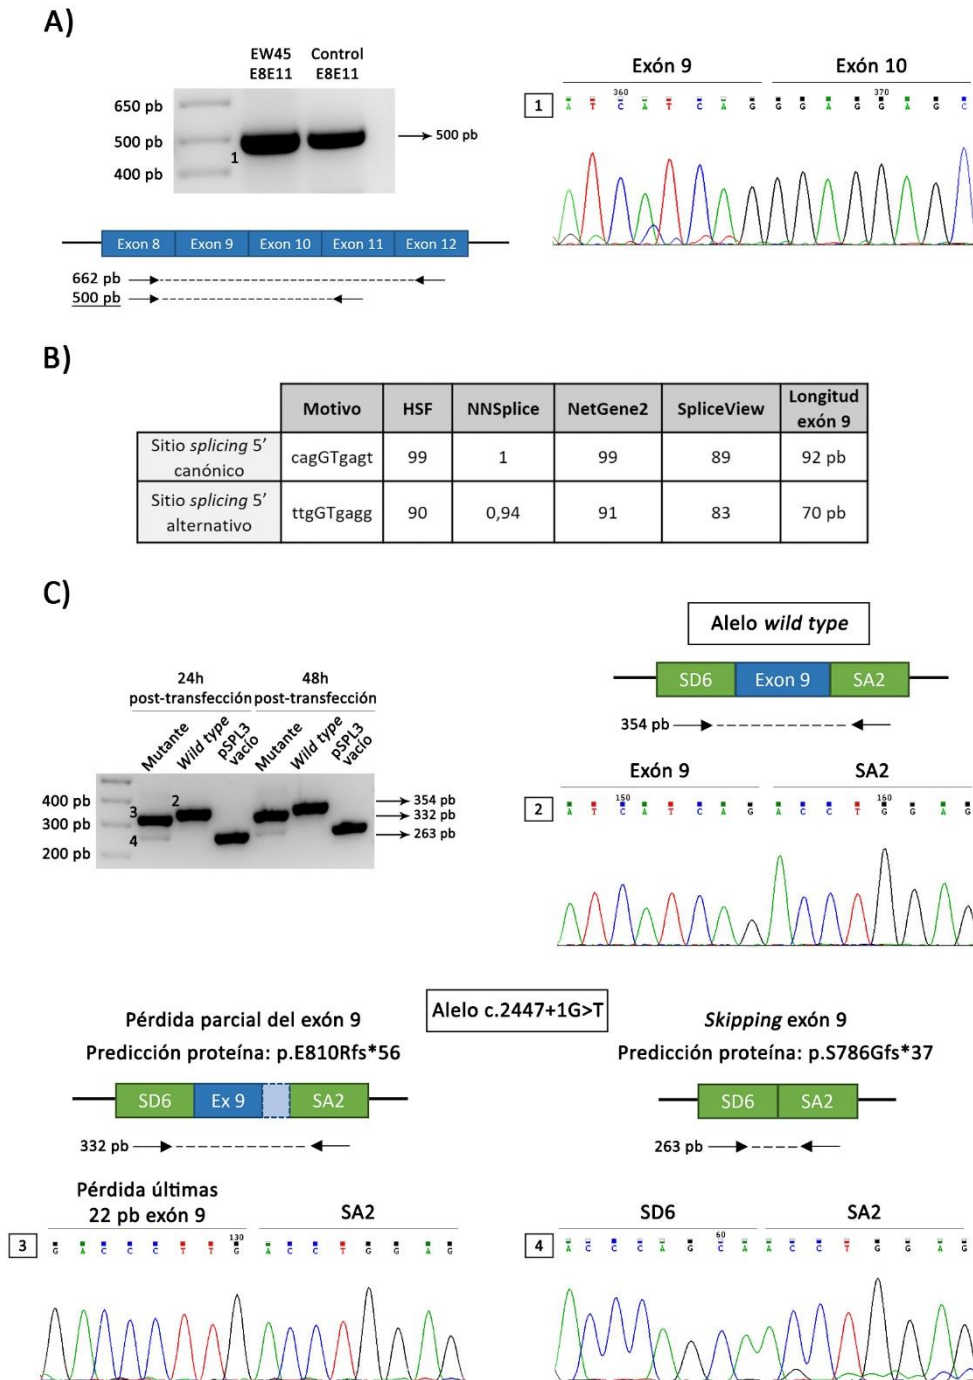 A)
EW45 Control
E8E11 E8E11
650 pb
500 pb
400 pb
1
500 pb
Exon 8 Exon 9 Exon 10 Exon 11 Exon 12
662 pb
500 pb
Exón 9 Exón 10
1
360 370
A T C A T C A G G G A G G A G C
B)
Motivo HSF NNSplice NetGene2 SpliceView Longitud exón 9
Sitio splicing 5’ canónico cagGTgagt 99 1 99 89 92 pb
Sitio splicing 5’ alternativo ttgGTgagg 90 0,94 91 83 70 pb
C)
24h 48h
post-transfección post-transfección
Mutante Wild type pSPL3 vacío Mutante Wild type pSPL3 vacío
400 pb
300 pb
200 pb
2
3
4
354 pb
332 pb
263 pb
Alelo wild type
SD6 Exon 9 SA2
354 pb
Exón 9 SA2
2
150 160
A T C A T C A G A C C T G G A G
Alelo c.2447+1G>T
Pérdida parcial del exón 9
Predicción proteína: p.E810Rfs*56
SD6 Ex 9 SA2
332 pb
Pérdida últimas
22 pb exón 9 SA2
3
130
G A C C C T T G A C C T G G A G
Skipping exón 9
Predicción proteína: p.S786Gfs*37
SD6 SA2
263 pb
SD6 SA2
4
60
A C C C A G C A A C C T G G A G